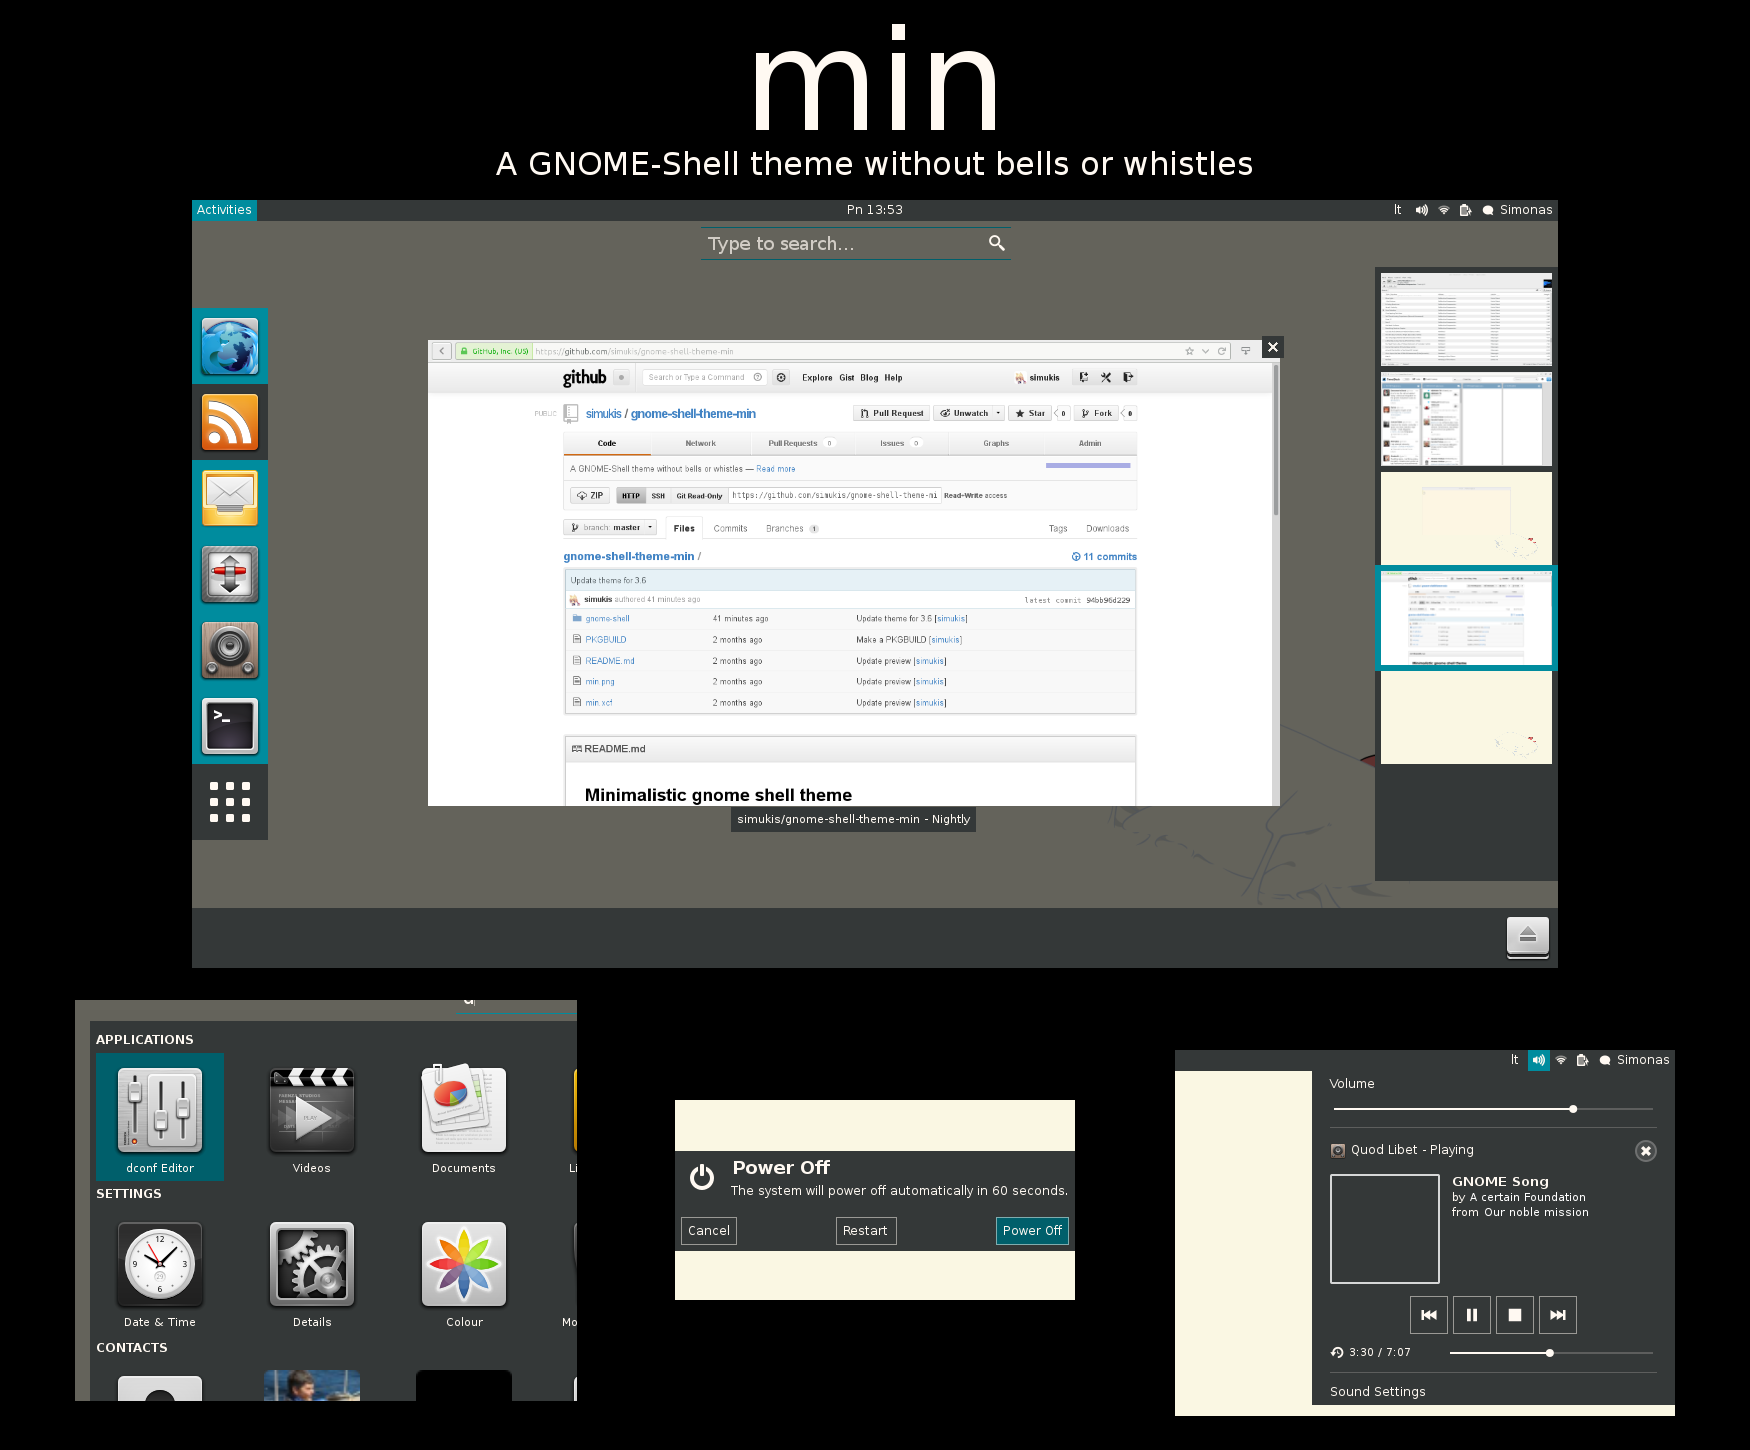 min
A GNOME-Shell theme without bells or whistles
Activities
Pn 13:53
lt
Simonas
Type to search...
GitHub, Inc. (US)
https://github.com/simukis/gnome-shell-theme-min
github
Search or Type a Command
Explore Gist Blog Help
simukis
PUBLIC
simukis / gnome-shell-theme-min
Pull Request
Unwatch
Star 0
Fork 0
Code
Network
Pull Requests 0
Issues 0
Graphs
Admin
A GNOME-Shell theme without bells or whistles — Read more
ZIP
HTTP
SSH
Git Read-Only
https://github.com/simukis/gnome-shell-theme-mi
Read-Write access
branch: master
Files
Commits
Branches 1
Tags
Downloads
gnome-shell-theme-min /
11 commits
Update theme for 3.6
simukis authored 41 minutes ago
latest commit 94bb96d229
gnome-shell 41 minutes ago Update theme for 3.6 [simukis]
PKGBUILD 2 months ago Make a PKGBUILD [simukis]
README.md 2 months ago Update preview [simukis]
min.png 2 months ago Update preview [simukis]
min.xcf 2 months ago Update preview [simukis]
README.md
Minimalistic gnome shell theme
simukis/gnome-shell-theme-min - Nightly
APPLICATIONS
dconf Editor
Videos
PLAY
Documents
Li
SETTINGS
12
9 3
6
Date & Time
Details
Colour
Mo
CONTACTS
Power Off
The system will power off automatically in 60 seconds.
Cancel
Restart
Power Off
lt
Simonas
Volume
Quod Libet - Playing
GNOME Song
by A certain Foundation
from Our noble mission
3:30 / 7:07
Sound Settings